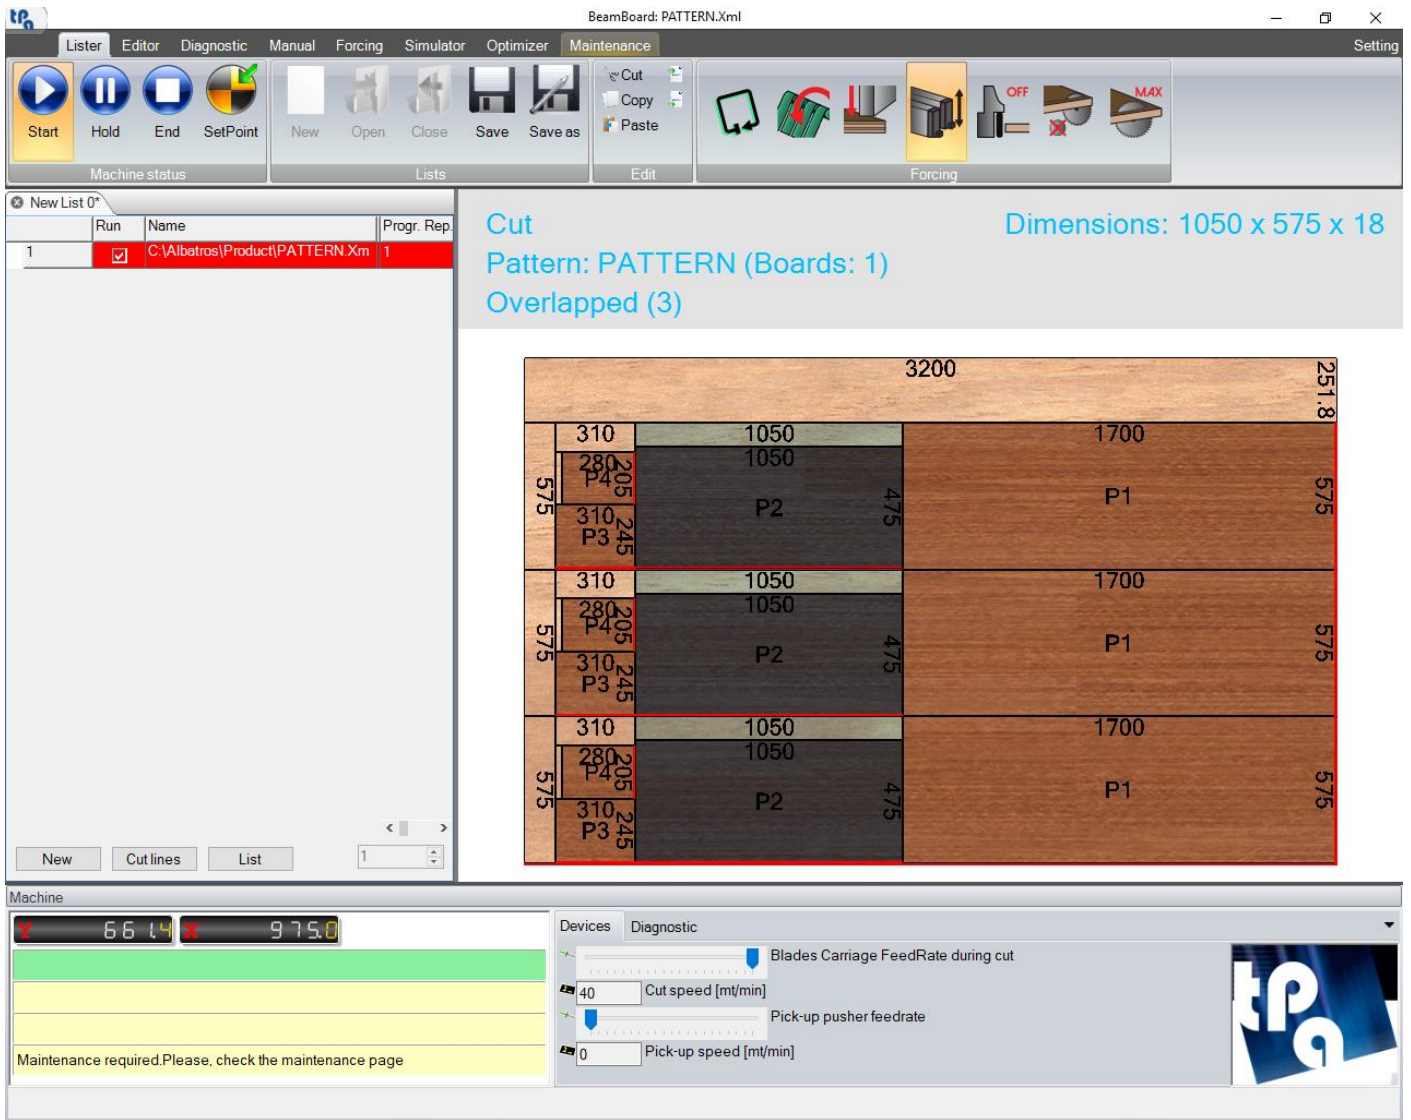 tpa
BeamBoard: PATTERN.Xml
Lister Editor Diagnostic Manual Forcing Simulator Optimizer Maintenance Setting
Start Hold End SetPoint New Open Close Save Save as
Cut
Copy
Paste
OFF
MAX
Machine status Lists Edit Forcing
New List 0*
Run Name Progr. Rep.
1 C:\Albatros\Product\PATTERN.Xm 1
Cut Dimensions: 1050 x 575 x 18
Pattern: PATTERN (Boards: 1)
Overlapped (3)
3200 251.8
310 1050 1700
280 205 1050
P4
575 475 575
P2 P1
310 245
P3
310 1050 1700
280 205 1050
P4
575 475 575
P2 P1
310 245
P3
310 1050 1700
280 205 1050
P4
575 475 575
P2 P1
310 245
P3
New Cut lines List 1
Machine
Y 661.4 X 975.0
Maintenance required.Please, check the maintenance page
Devices Diagnostic
Blades Carriage FeedRate during cut
40 Cut speed [mt/min]
Pick-up pusher feedrate
0 Pick-up speed [mt/min]
tpa